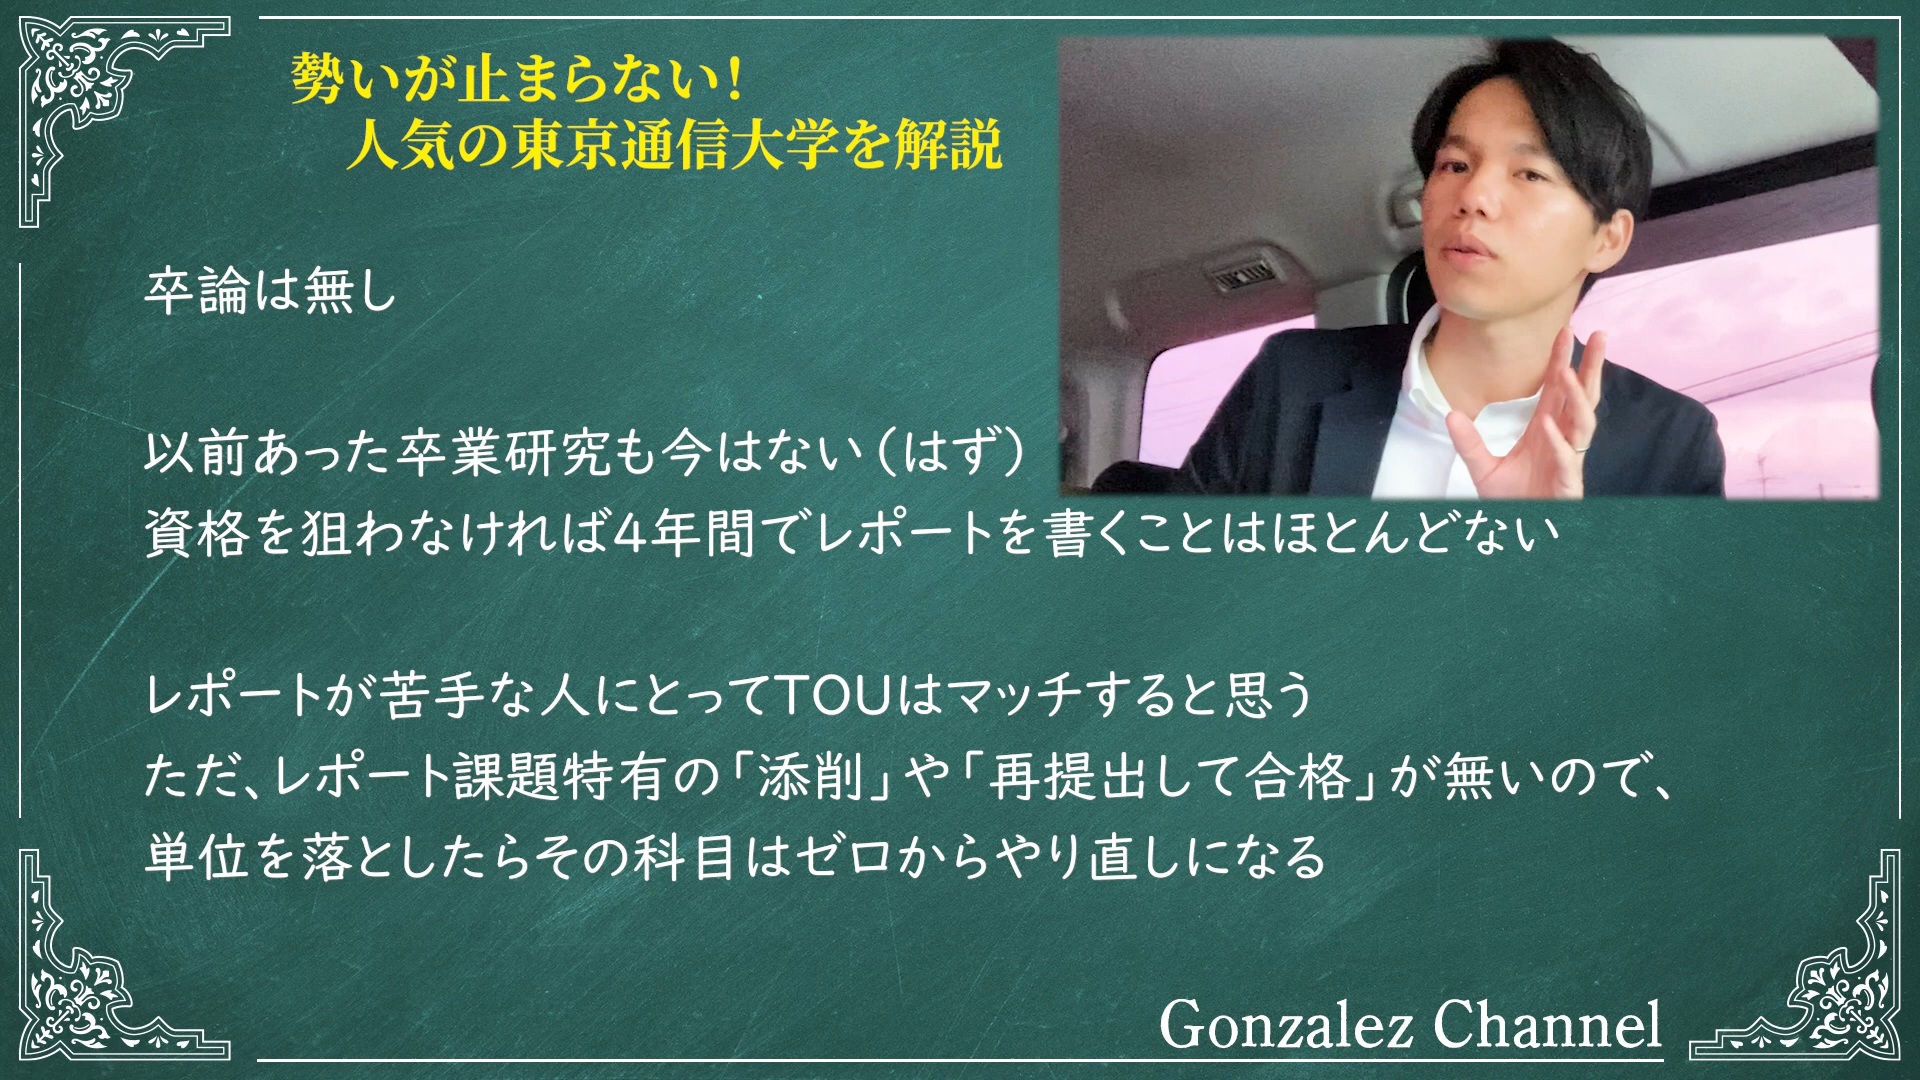 勢いが止まらない！
人気の東京通信大学を解説
卒論は無し
以前あった卒業研究も今はない（はず）
資格を狙わなければ4年間でレポートを書くことはほとんどない
レポートが苦手な人にとってTOUはマッチすると思う
ただ、レポート課題特有の「添削」や「再提出して合格」が無いので、
単位を落としたらその科目はゼロからやり直しになる
Gonzalez Channel